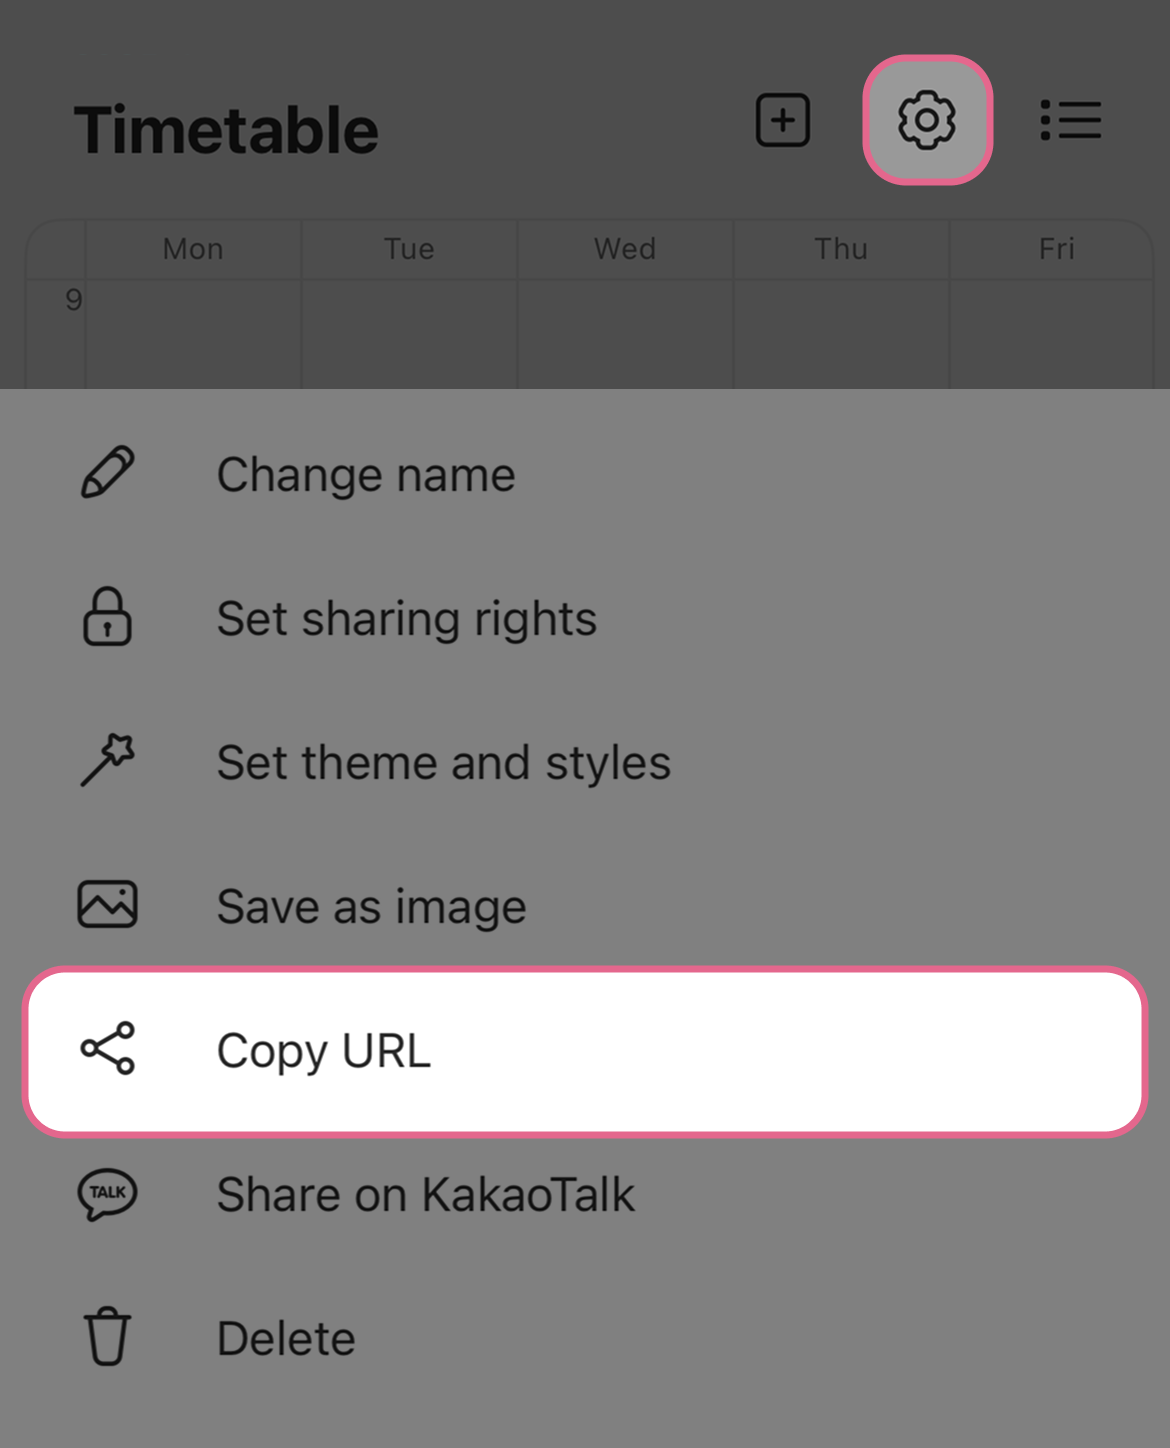 Timetable
Mon Tue Wed Thu Fri
9
Change name
Set sharing rights
Set theme and styles
Save as image
Copy URL
TALK
Share on KakaoTalk
Delete